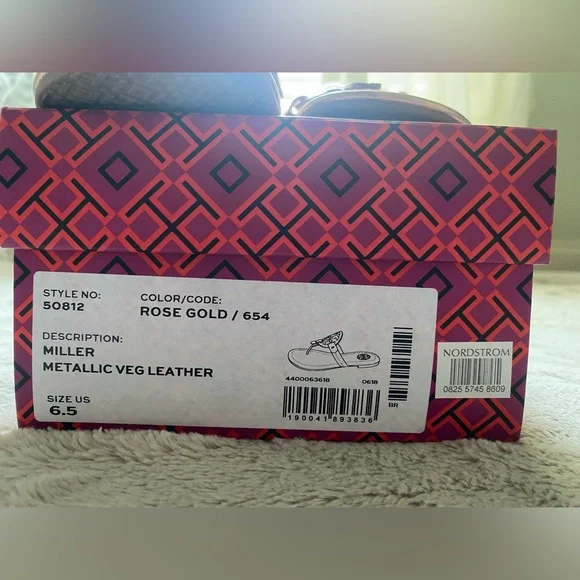 STYLE NO:
50812
COLOR/CODE:
ROSE GOLD / 654
DESCRIPTION:
MILLER
METALLIC VEG LEATHER
SIZE US
6.5
4400063618 0618
190041893836
BR
NORDSTROM
0825 5745 8609